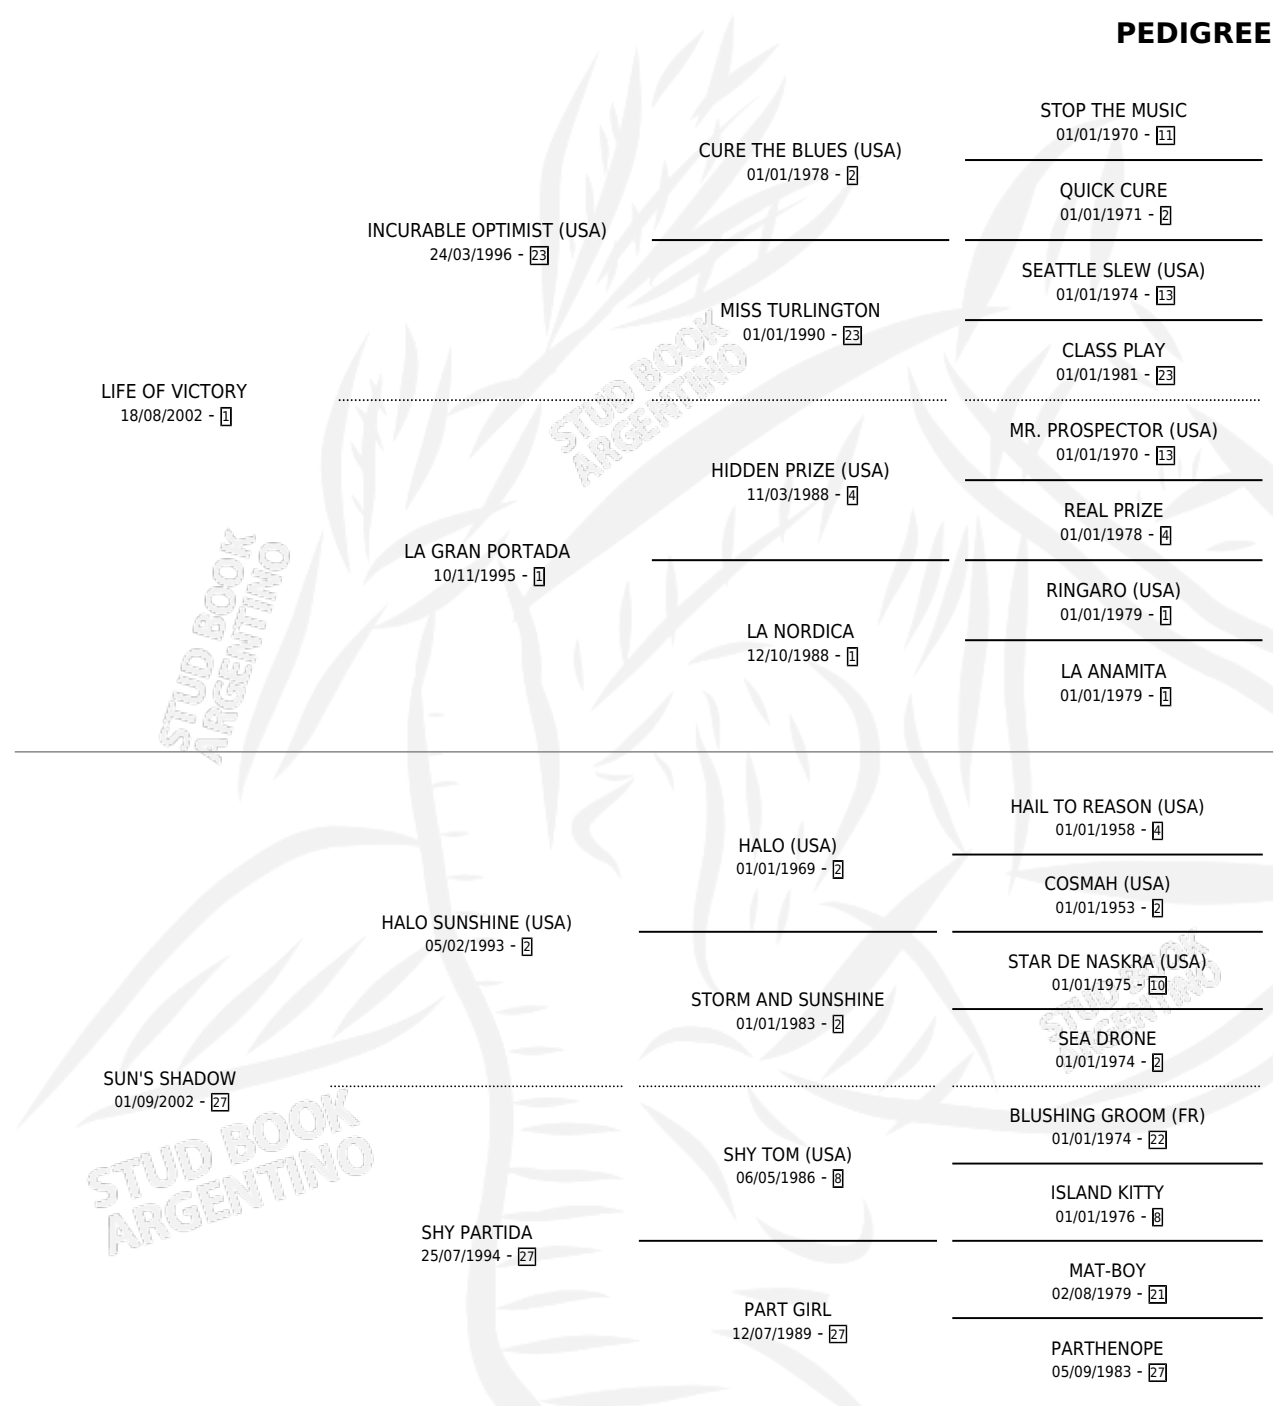 PEDIGREE
STOP THE MUSIC
01/01/1970 - 11
CURE THE BLUES (USA)
01/01/1978 - 2
QUICK CURE
01/01/1971 - 2
INCURABLE OPTIMIST (USA)
24/03/1996 - 23
SEATTLE SLEW (USA)
01/01/1974 - 13
MISS TURLINGTON
01/01/1990 - 23
CLASS PLAY
01/01/1981 - 23
LIFE OF VICTORY
18/08/2002 - 1
STUD BOOK
ARGENTINO
MR. PROSPECTOR (USA)
01/01/1970 - 13
HIDDEN PRIZE (USA)
11/03/1988 - 4
REAL PRIZE
01/01/1978 - 4
LA GRAN PORTADA
10/11/1995 - 1
RINGARO (USA)
01/01/1979 - 1
LA NORDICA
12/10/1988 - 1
LA ANAMITA
01/01/1979 - 1
STUD BOOK
ARGENTINO
HAIL TO REASON (USA)
01/01/1958 - 4
HALO (USA)
01/01/1969 - 2
COSMAH (USA)
01/01/1953 - 2
HALO SUNSHINE (USA)
05/02/1993 - 2
STAR DE NASKRA (USA)
01/01/1975 - 10
STORM AND SUNSHINE
01/01/1983 - 2
STUD BOOK
ARGENTINO
SEA DRONE
01/01/1974 - 2
SUN'S SHADOW
01/09/2002 - 27
BLUSHING GROOM (FR)
01/01/1974 - 22
SHY TOM (USA)
06/05/1986 - 8
STUD BOOK
ARGENTINO
ISLAND KITTY
01/01/1976 - 8
SHY PARTIDA
25/07/1994 - 27
MAT-BOY
02/08/1979 - 21
PART GIRL
12/07/1989 - 27
PARTHENOPE
05/09/1983 - 27